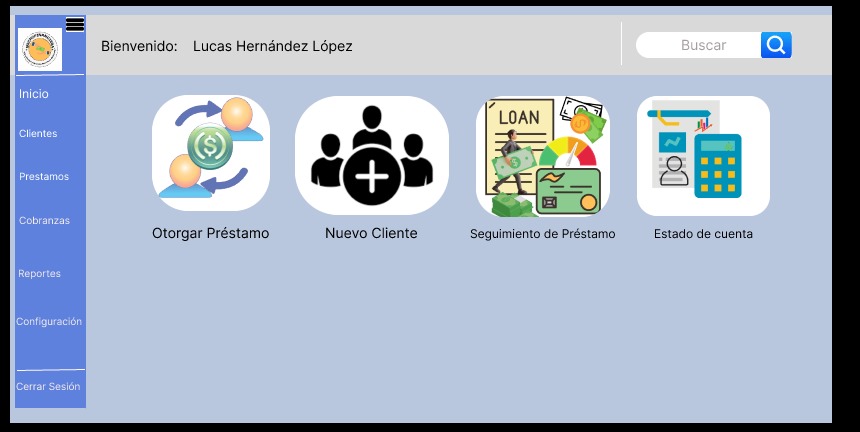 Bienvenido: Lucas Hernández López
Buscar
Inicio
Clientes
Prestamos
Cobranzas
Reportes
Configuración
Cerrar Sesión
LOAN
Otorgar Préstamo
Nuevo Cliente
Seguimiento de Préstamo
Estado de cuenta